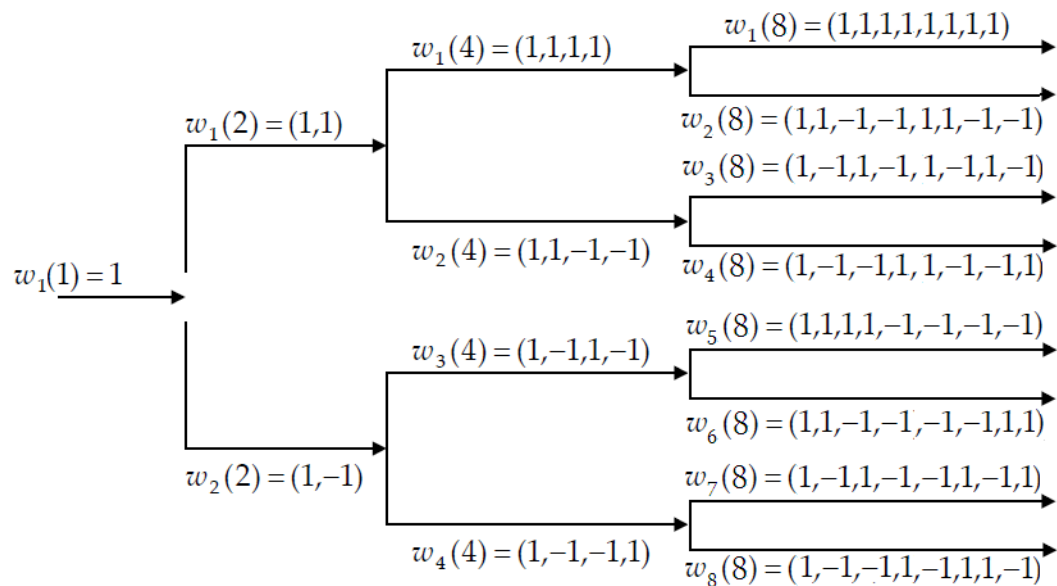 w₁(8) = (1,1,1,1,1,1,1,1)
w₁(4) = (1,1,1,1)
w₂(8) = (1,1,−1,−1,1,1,−1,−1)
w₁(2) = (1,1)
w₃(8) = (1,−1,1,−1,1,−1,1,−1)
w₂(4) = (1,1,−1,−1)
w₄(8) = (1,−1,−1,1,1,−1,−1,1)
w₁(1) = 1
w₅(8) = (1,1,1,1,−1,−1,−1,−1)
w₃(4) = (1,−1,1,−1)
w₆(8) = (1,1,−1,−1,−1,−1,1,1)
w₂(2) = (1,−1)
w₇(8) = (1,−1,1,−1,−1,1,−1,1)
w₄(4) = (1,−1,−1,1)
w₈(8) = (1,−1,−1,1,−1,1,1,−1)